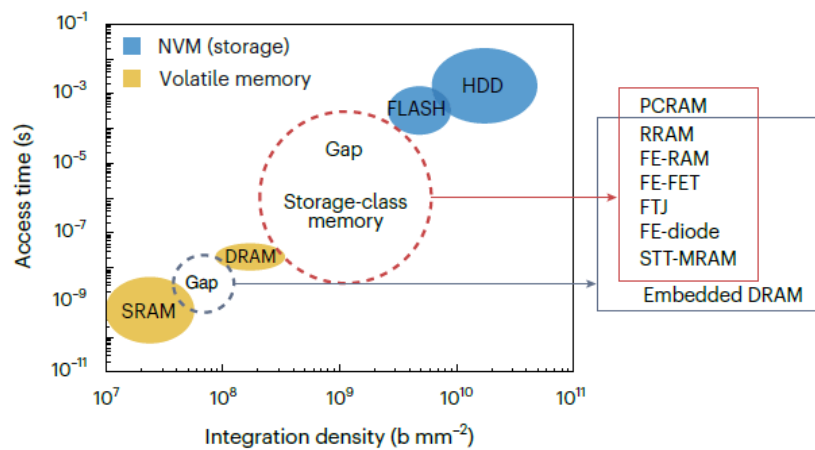 10⁻¹
10⁻³
10⁻⁵
10⁻⁷
10⁻⁹
10⁻¹¹
Access time (s)
NVM (storage)
Volatile memory
HDD
FLASH
Gap
Storage-class
memory
DRAM
Gap
SRAM
10⁷
10⁸
10⁹
10¹⁰
10¹¹
Integration density (b mm⁻²)
PCRAM
RRAM
FE-RAM
FE-FET
FTJ
FE-diode
STT-MRAM
Embedded DRAM